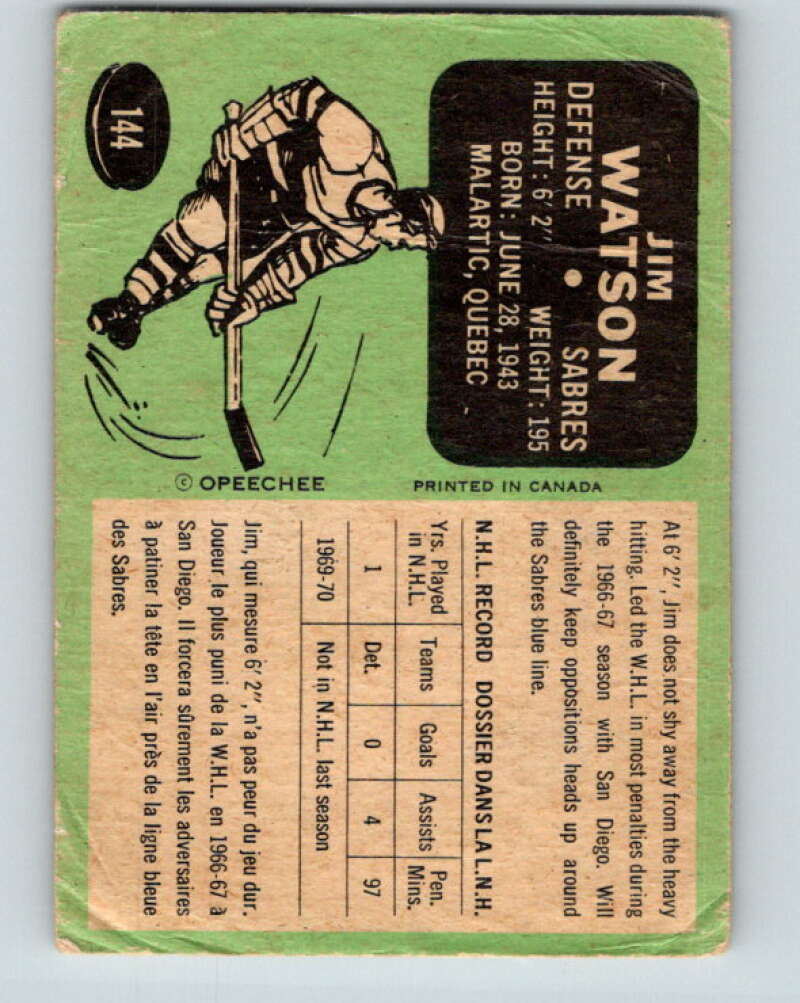 JIM
WATSON
DEFENSE • SABRES
HEIGHT: 6' 2" WEIGHT: 195
BORN: JUNE 28, 1943
MALARTIC, QUEBEC
144
© OPEECHEE
PRINTED IN CANADA
At 6' 2", Jim does not shy away from the heavy
hitting. Led the W.H.L. in most penalties during
the 1966-67 season with San Diego. Will
definitely keep oppositions heads up around
the Sabres blue line.
N.H.L. RECORD DOSSIER DANS LA L.N.H.
Yrs. Played in N.H.L. Teams Goals Assists Pen. Mins.
1 Det. 0 4 97
1969-70 Not in N.H.L. last season
Jim, qui mesure 6' 2", n'a pas peur du jeu dur.
Joueur le plus puni de la W.H.L. en 1966-67 à
San Diego. Il forcera sûrement les adversaires
à patiner la tête en l'air près de la ligne bleue
des Sabres.